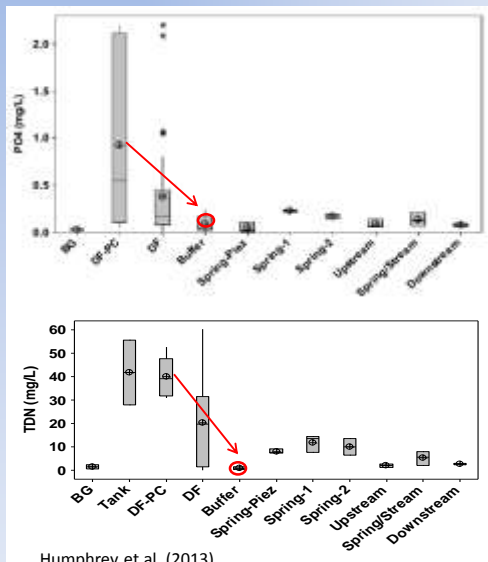 PO4 (mg/L)
2.0
1.0
0.5
0.0
BG
DF-PC
DF
Buffer
Spring-Piez
Spring-1
Spring-2
Upstream
Spring/Stream
Downstream
TDN (mg/L)
60
50
40
30
20
10
0
BG
Tank
DF-PC
DF
Buffer
Spring-Piez
Spring-1
Spring-2
Upstream
Spring/Stream
Downstream
Humphrey et al. (2013)